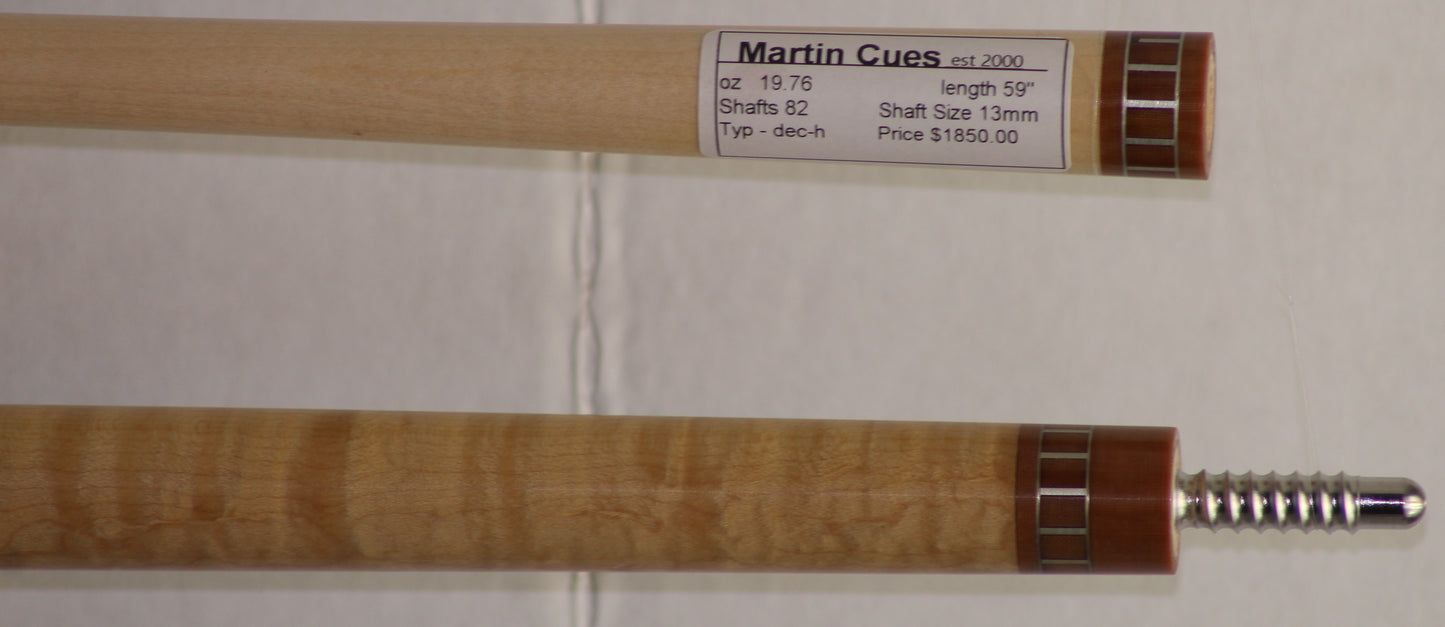 Martin Cues est 2000
oz 19.76 length 59"
Shafts 82 Shaft Size 13mm
Typ - dec-h Price $1850.00